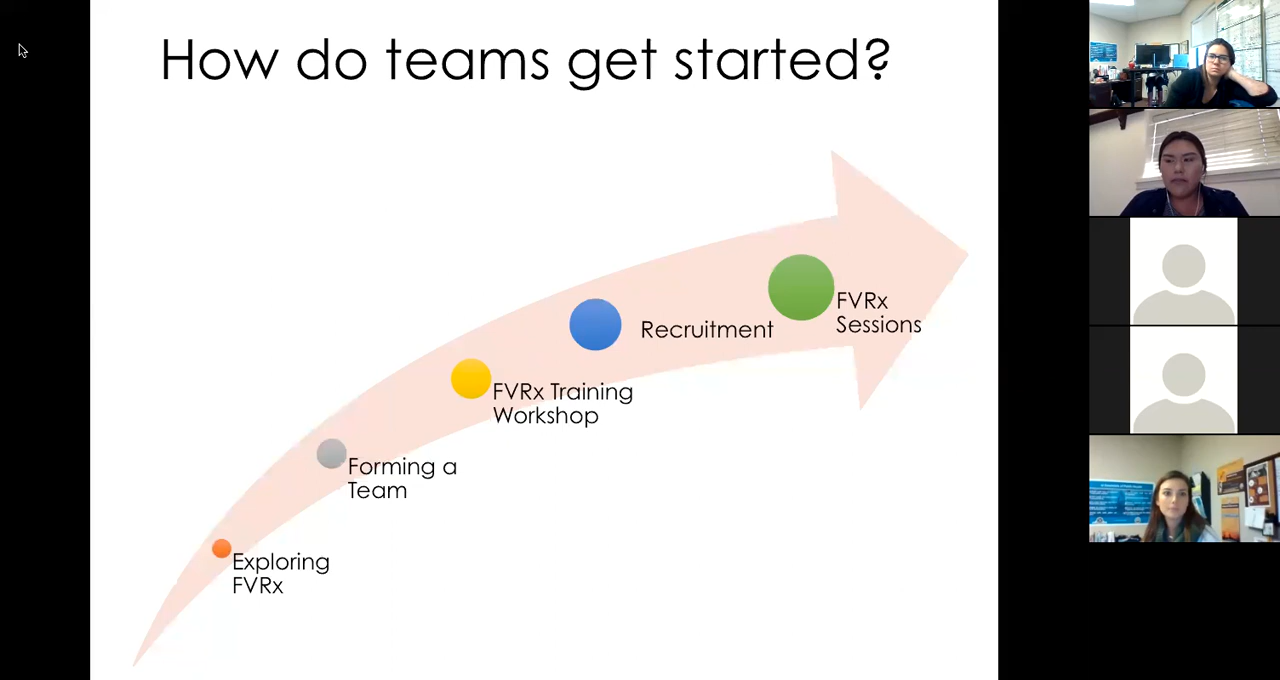 How do teams get started?
FVRx
Sessions
Recruitment
FVRx Training
Workshop
Forming a
Team
Exploring
FVRx